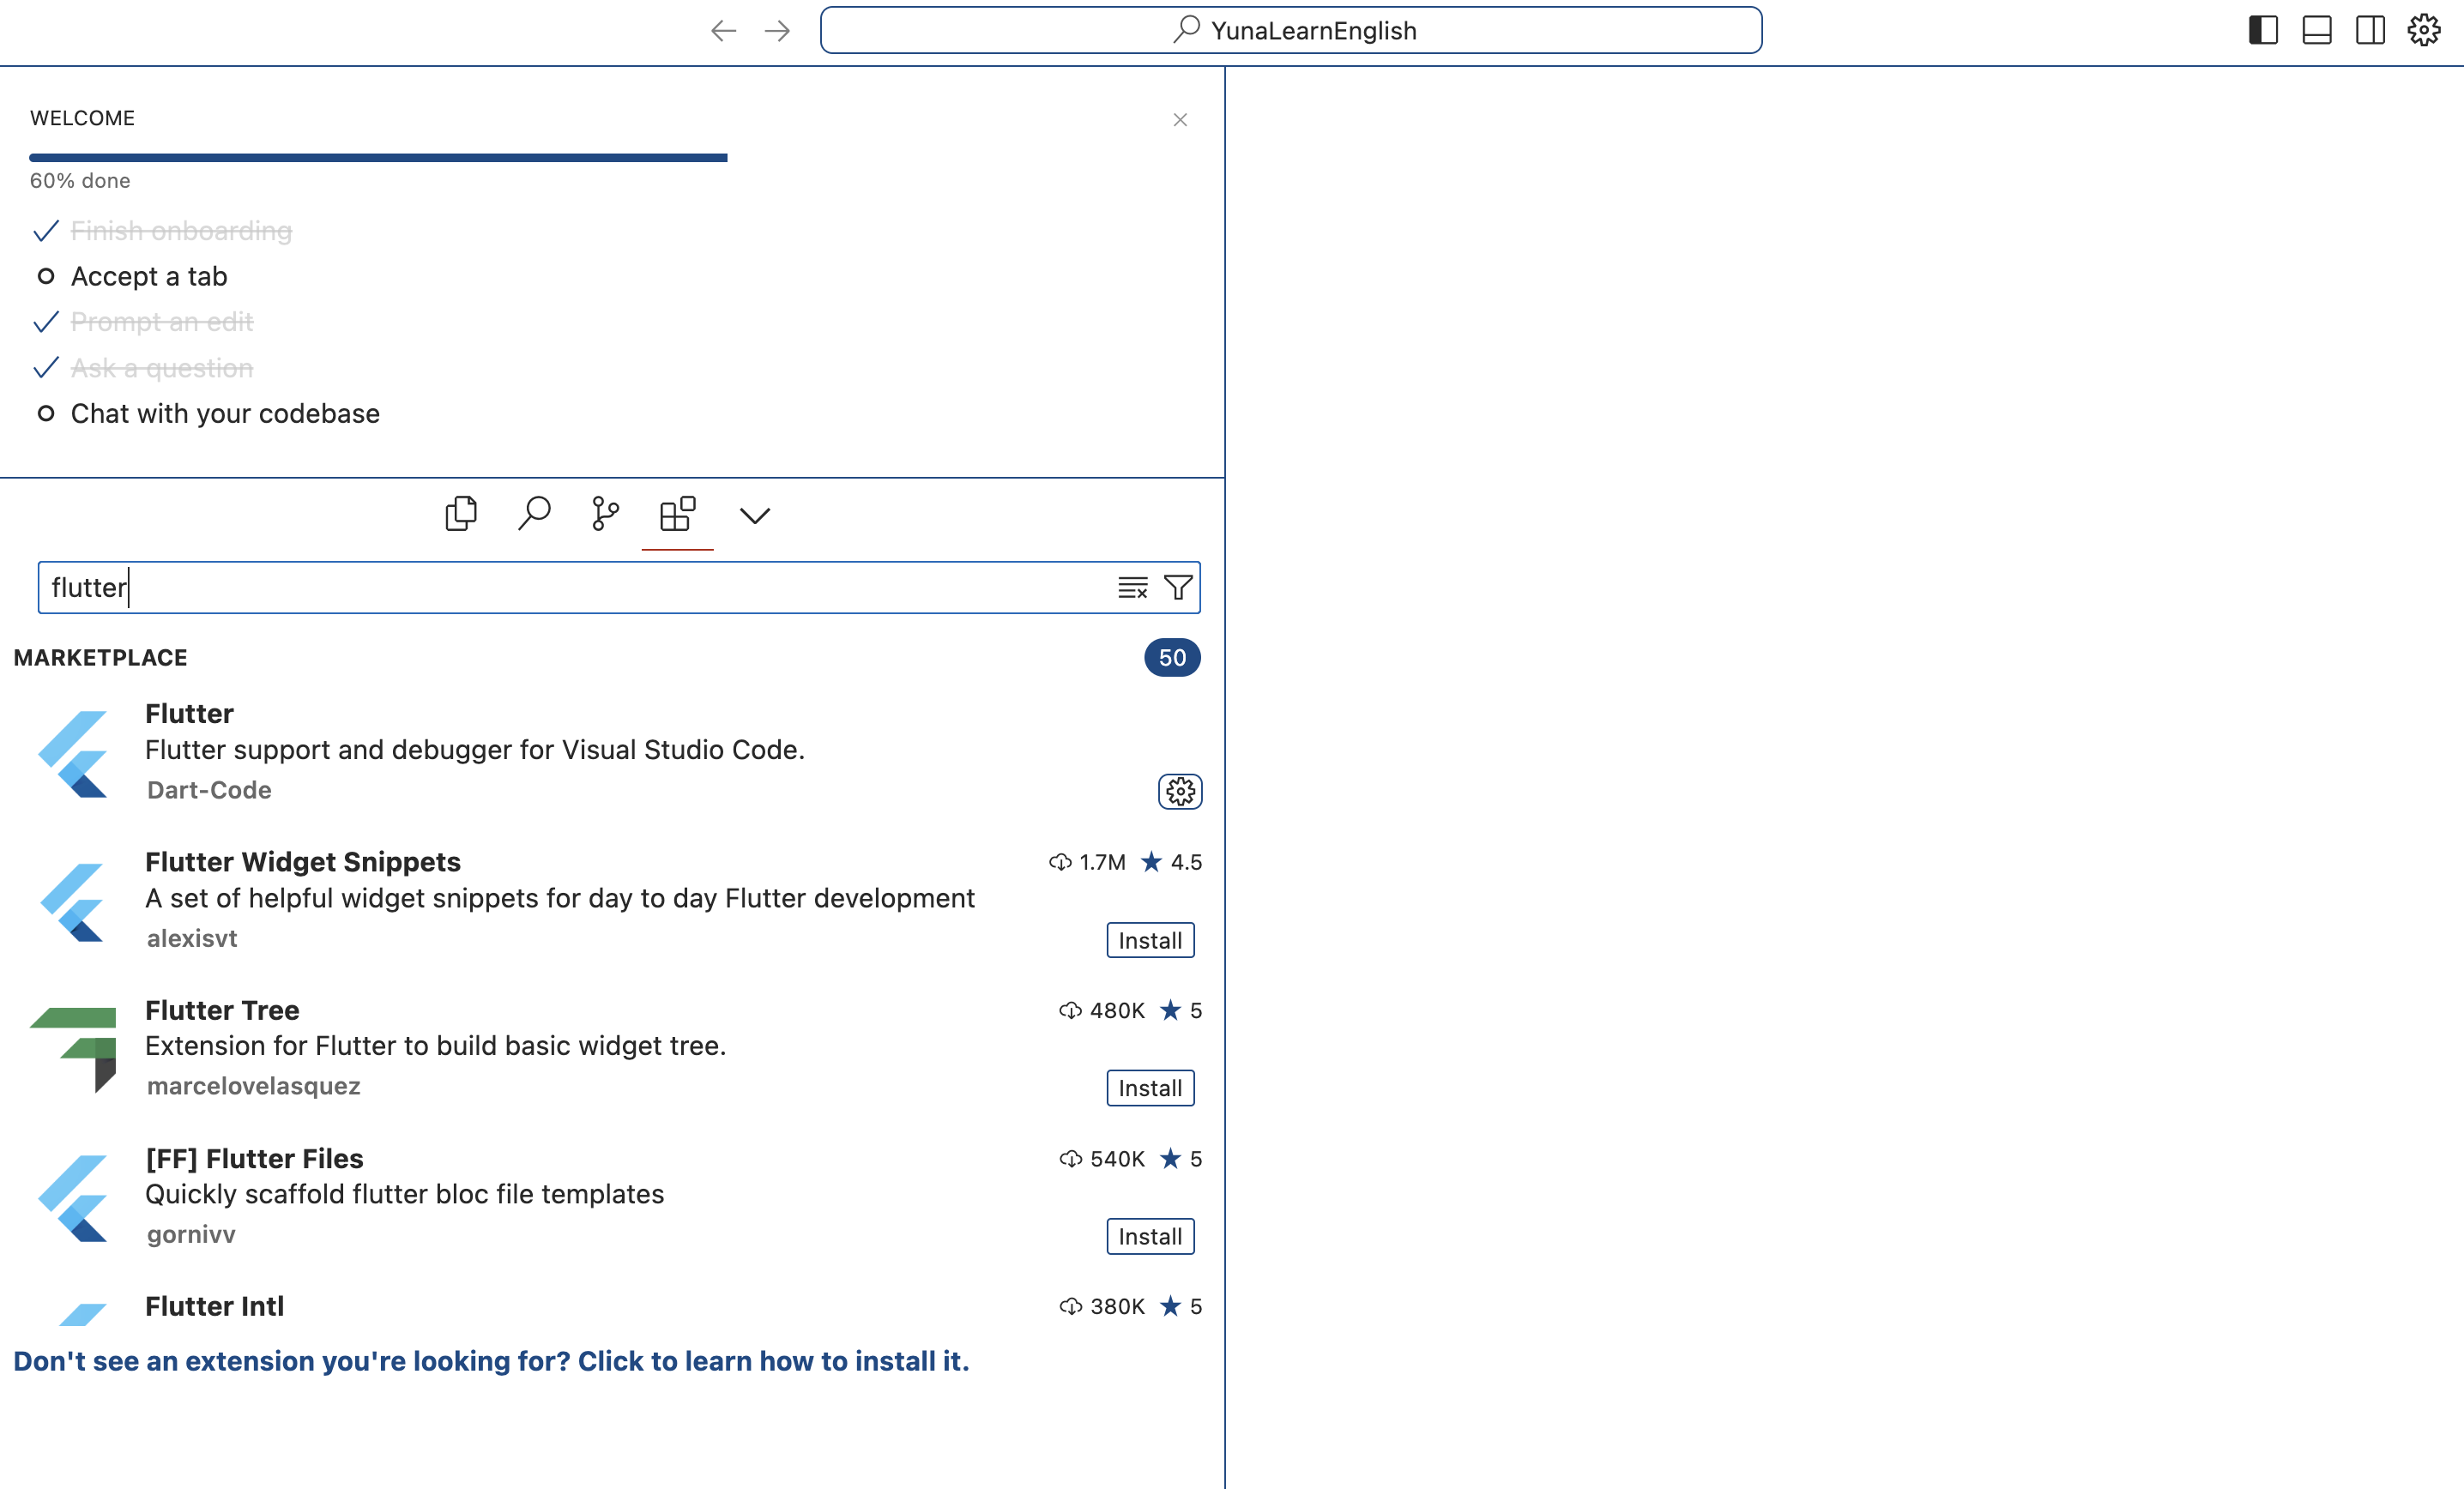 YunaLearnEnglish
WELCOME
60% done
Finish onboarding
Accept a tab
Prompt an edit
Ask a question
Chat with your codebase
flutter
MARKETPLACE 50
Flutter
Flutter support and debugger for Visual Studio Code.
Dart-Code
Flutter Widget Snippets 1.7M 4.5
A set of helpful widget snippets for day to day Flutter development
alexisvt Install
Flutter Tree 480K 5
Extension for Flutter to build basic widget tree.
marcelovelasquez Install
[FF] Flutter Files 540K 5
Quickly scaffold flutter bloc file templates
gornivv Install
Flutter Intl 380K 5
Don't see an extension you're looking for? Click to learn how to install it.